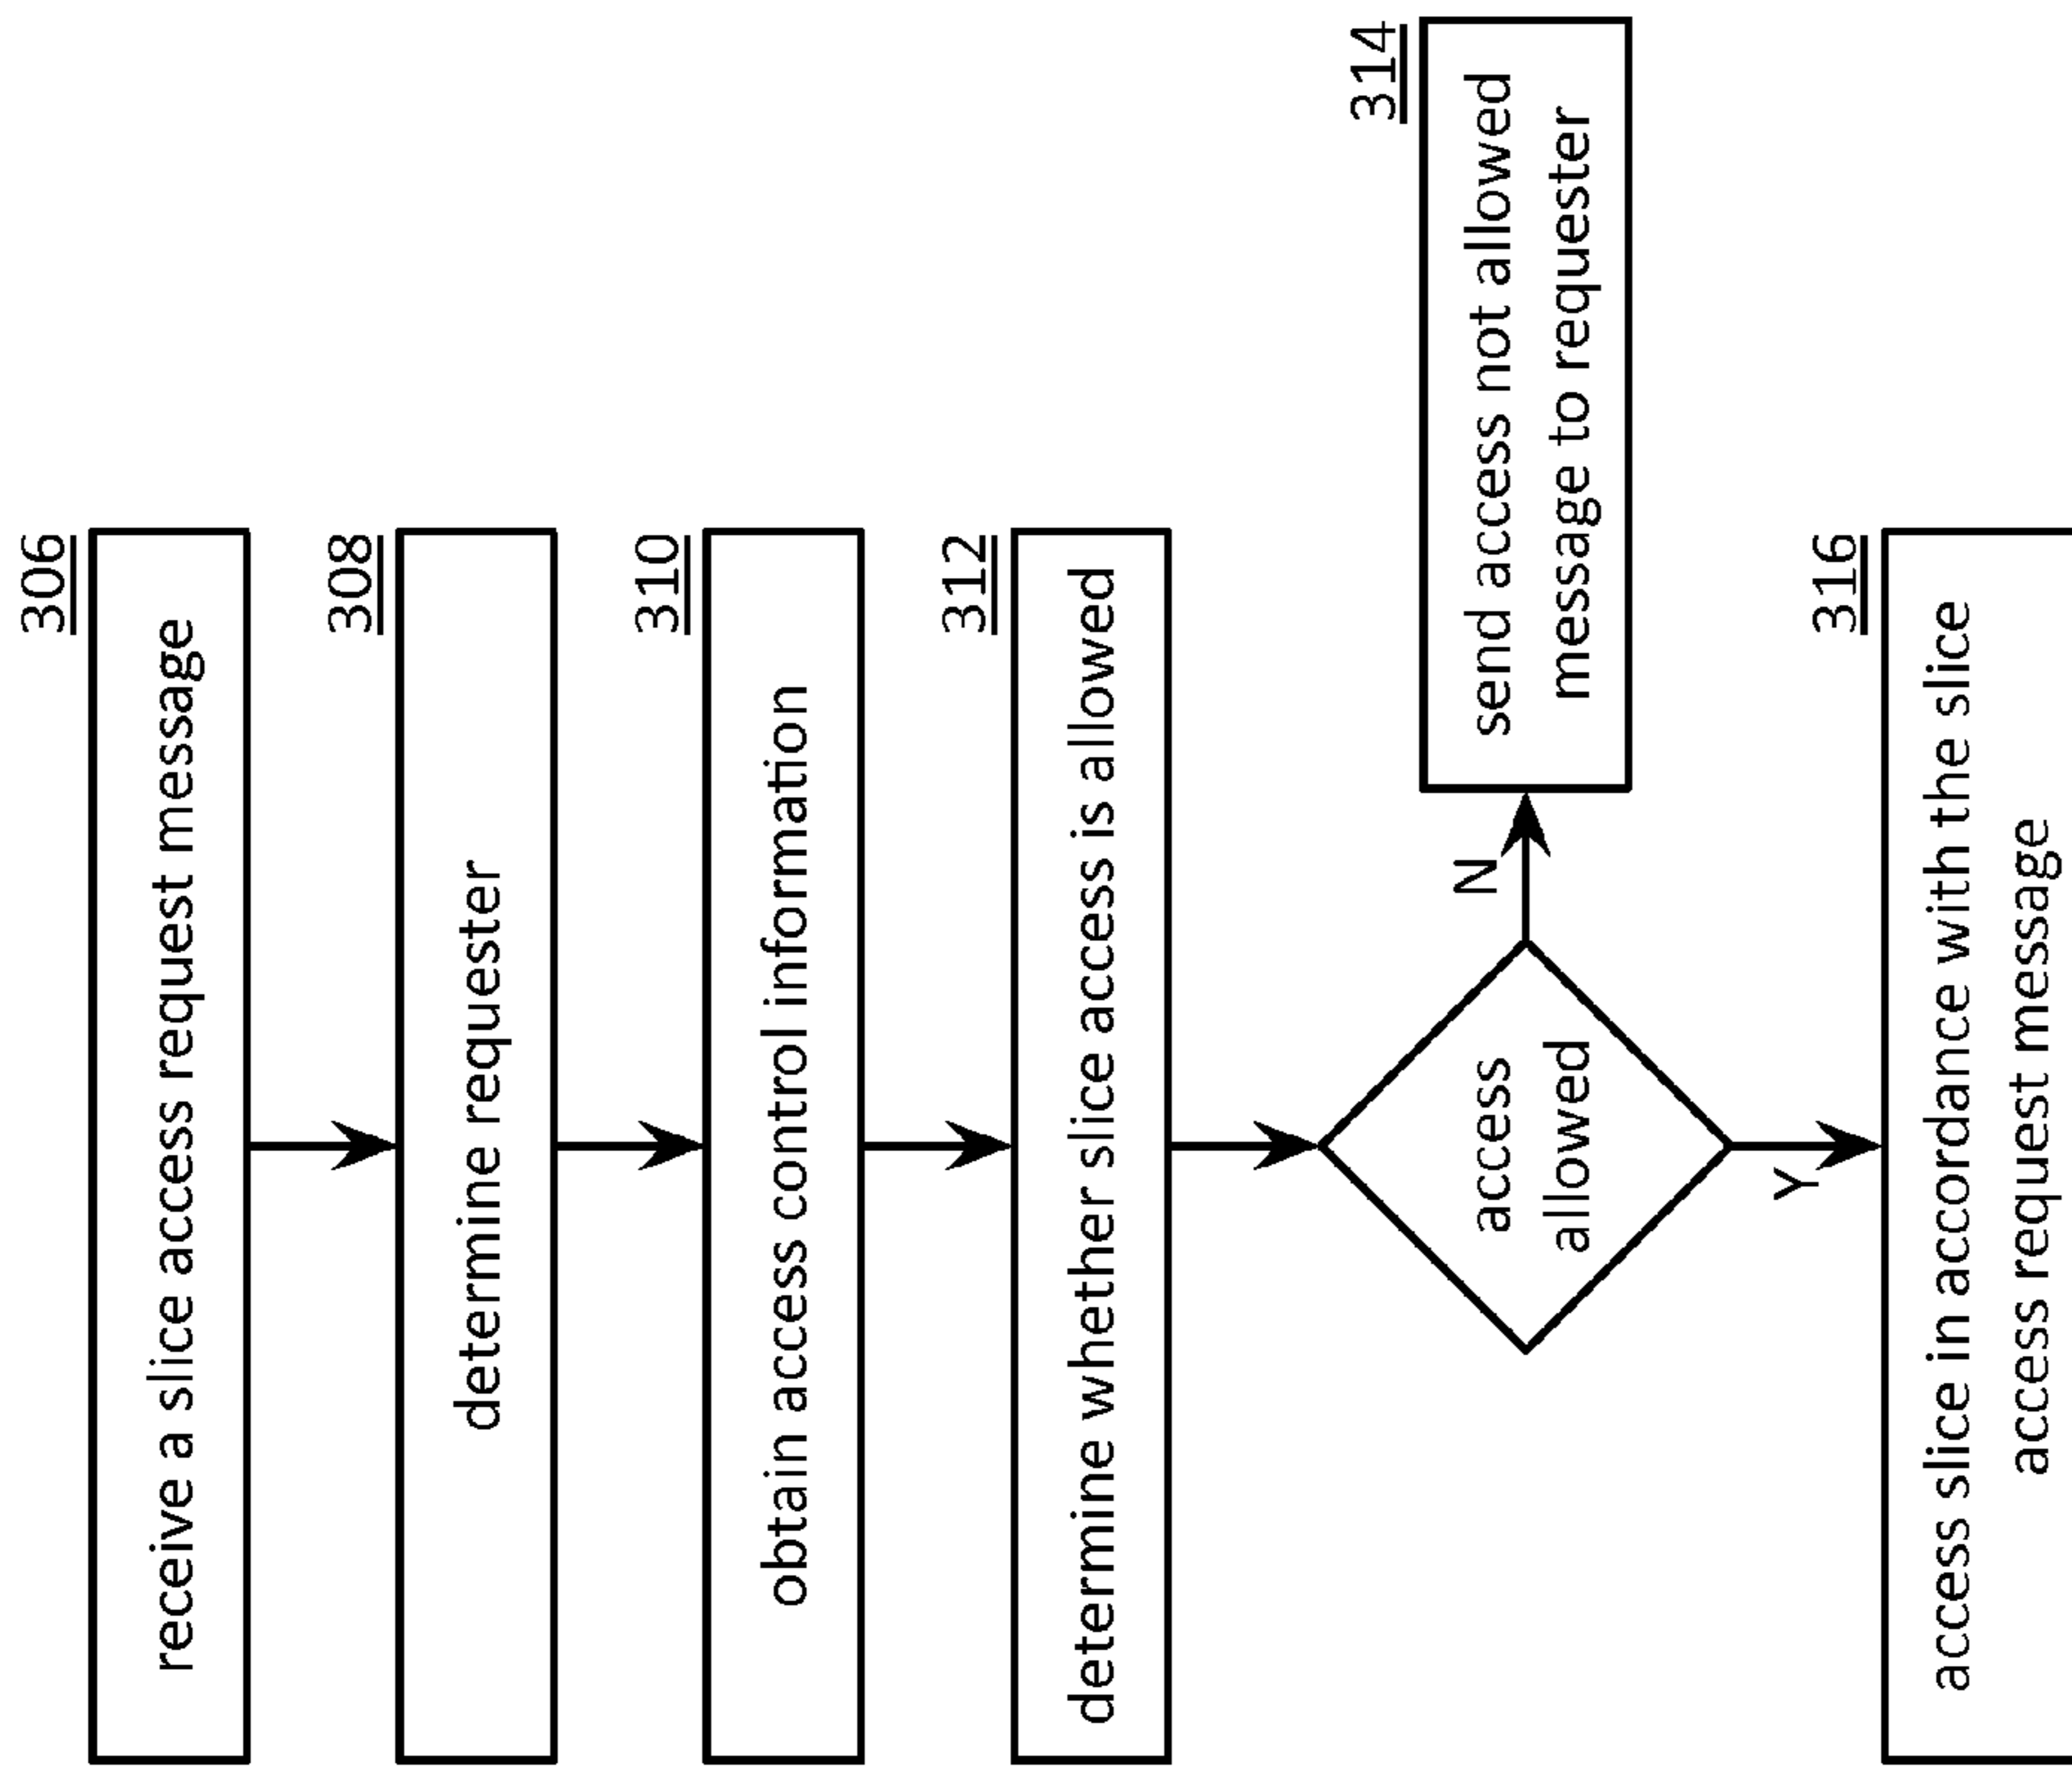 306
receive a slice access request message
308
determine requester
310
obtain access control information
312
determine whether slice access is allowed
access
allowed
N
314
send access not allowed
message to requester
Y
316
access slice in accordance with the slice
access request message